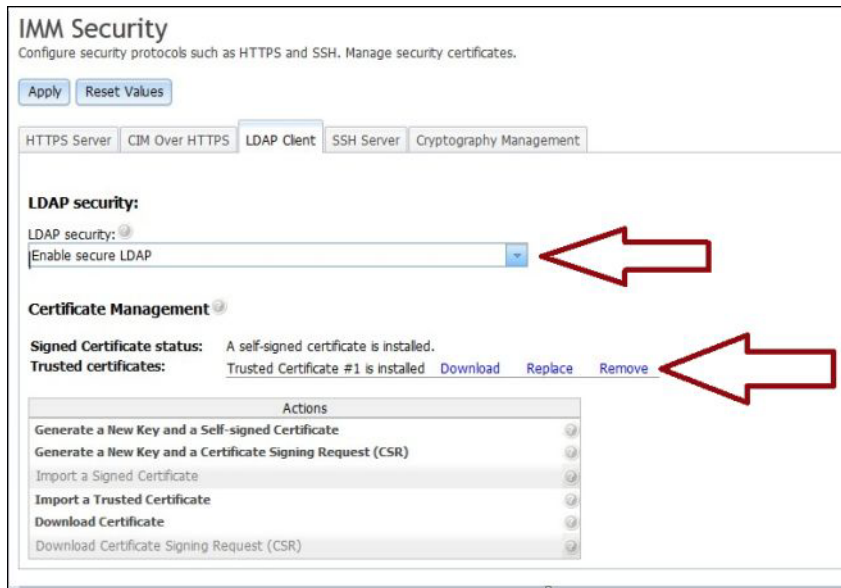 IMM Security
Configure security protocols such as HTTPS and SSH. Manage security certificates.
Apply Reset Values
HTTPS Server CIM Over HTTPS LDAP Client SSH Server Cryptography Management
LDAP security:
LDAP security:
Enable secure LDAP
Certificate Management
Signed Certificate status: A self-signed certificate is installed.
Trusted certificates: Trusted Certificate #1 is installed Download Replace Remove
Actions
Generate a New Key and a Self-signed Certificate
Generate a New Key and a Certificate Signing Request (CSR)
Import a Signed Certificate
Import a Trusted Certificate
Download Certificate
Download Certificate Signing Request (CSR)